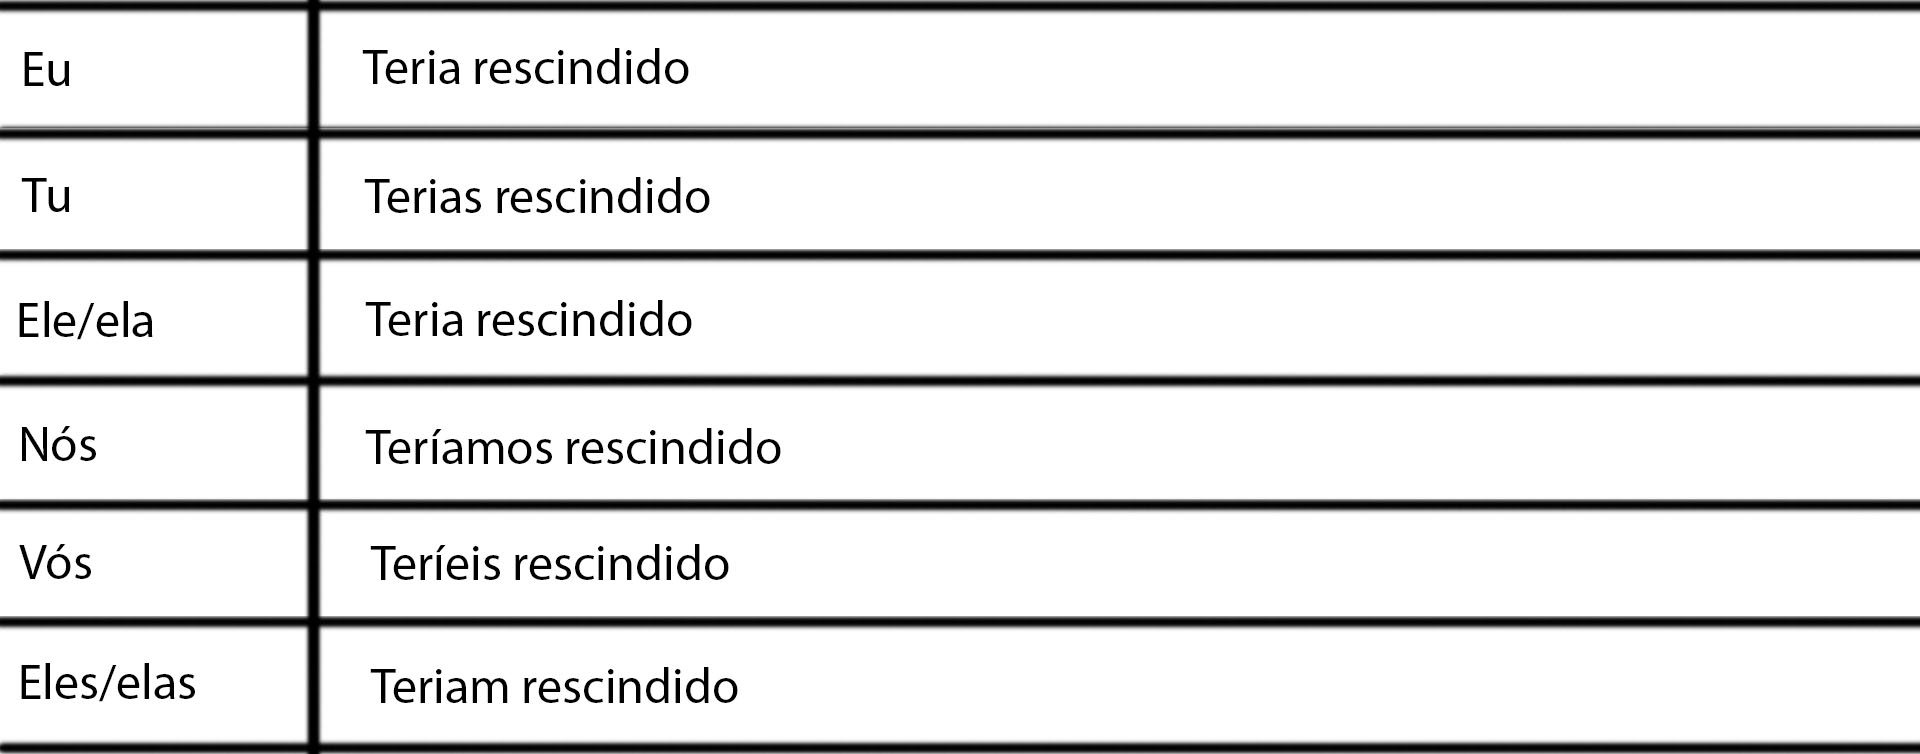 Eu Teria rescindido
Tu Terias rescindido
Ele/ela Teria rescindido
Nós Teríamos rescindido
Vós Teríeis rescindido
Eles/elas Teriam rescindido